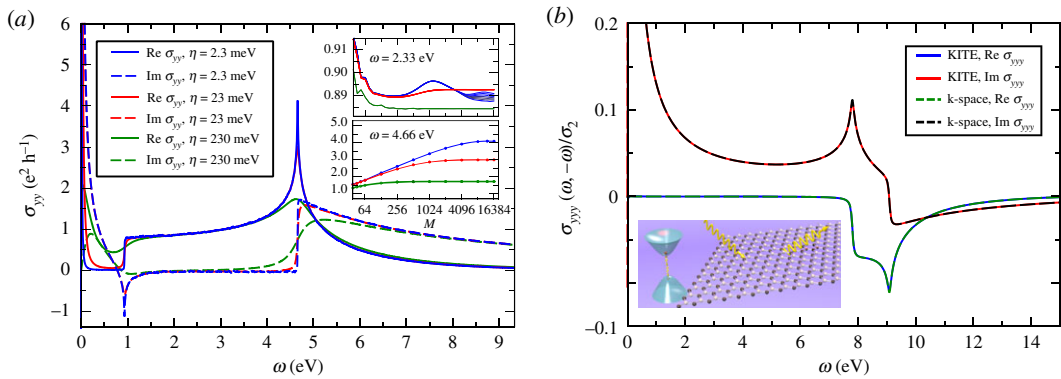 (a)
σyy (e² h⁻¹)
6
5
4
3
2
1
0
−1
Re σyy, η = 2.3 meV
Im σyy, η = 2.3 meV
Re σyy, η = 23 meV
Im σyy, η = 23 meV
Re σyy, η = 230 meV
Im σyy, η = 230 meV
0.91
0.90
0.89
ω = 2.33 eV
5.0
4.0
3.0
2.0
1.0
ω = 4.66 eV
64 256 1024 4096 16384
M
0 1 2 3 4 5 6 7 8 9
ω (eV)
(b)
σyyy (ω, −ω)/σ2
0.2
0.1
0
−0.1
KITE, Re σyyy
KITE, Im σyyy
k-space, Re σyyy
k-space, Im σyyy
0 2 4 6 8 10 12 14
ω (eV)